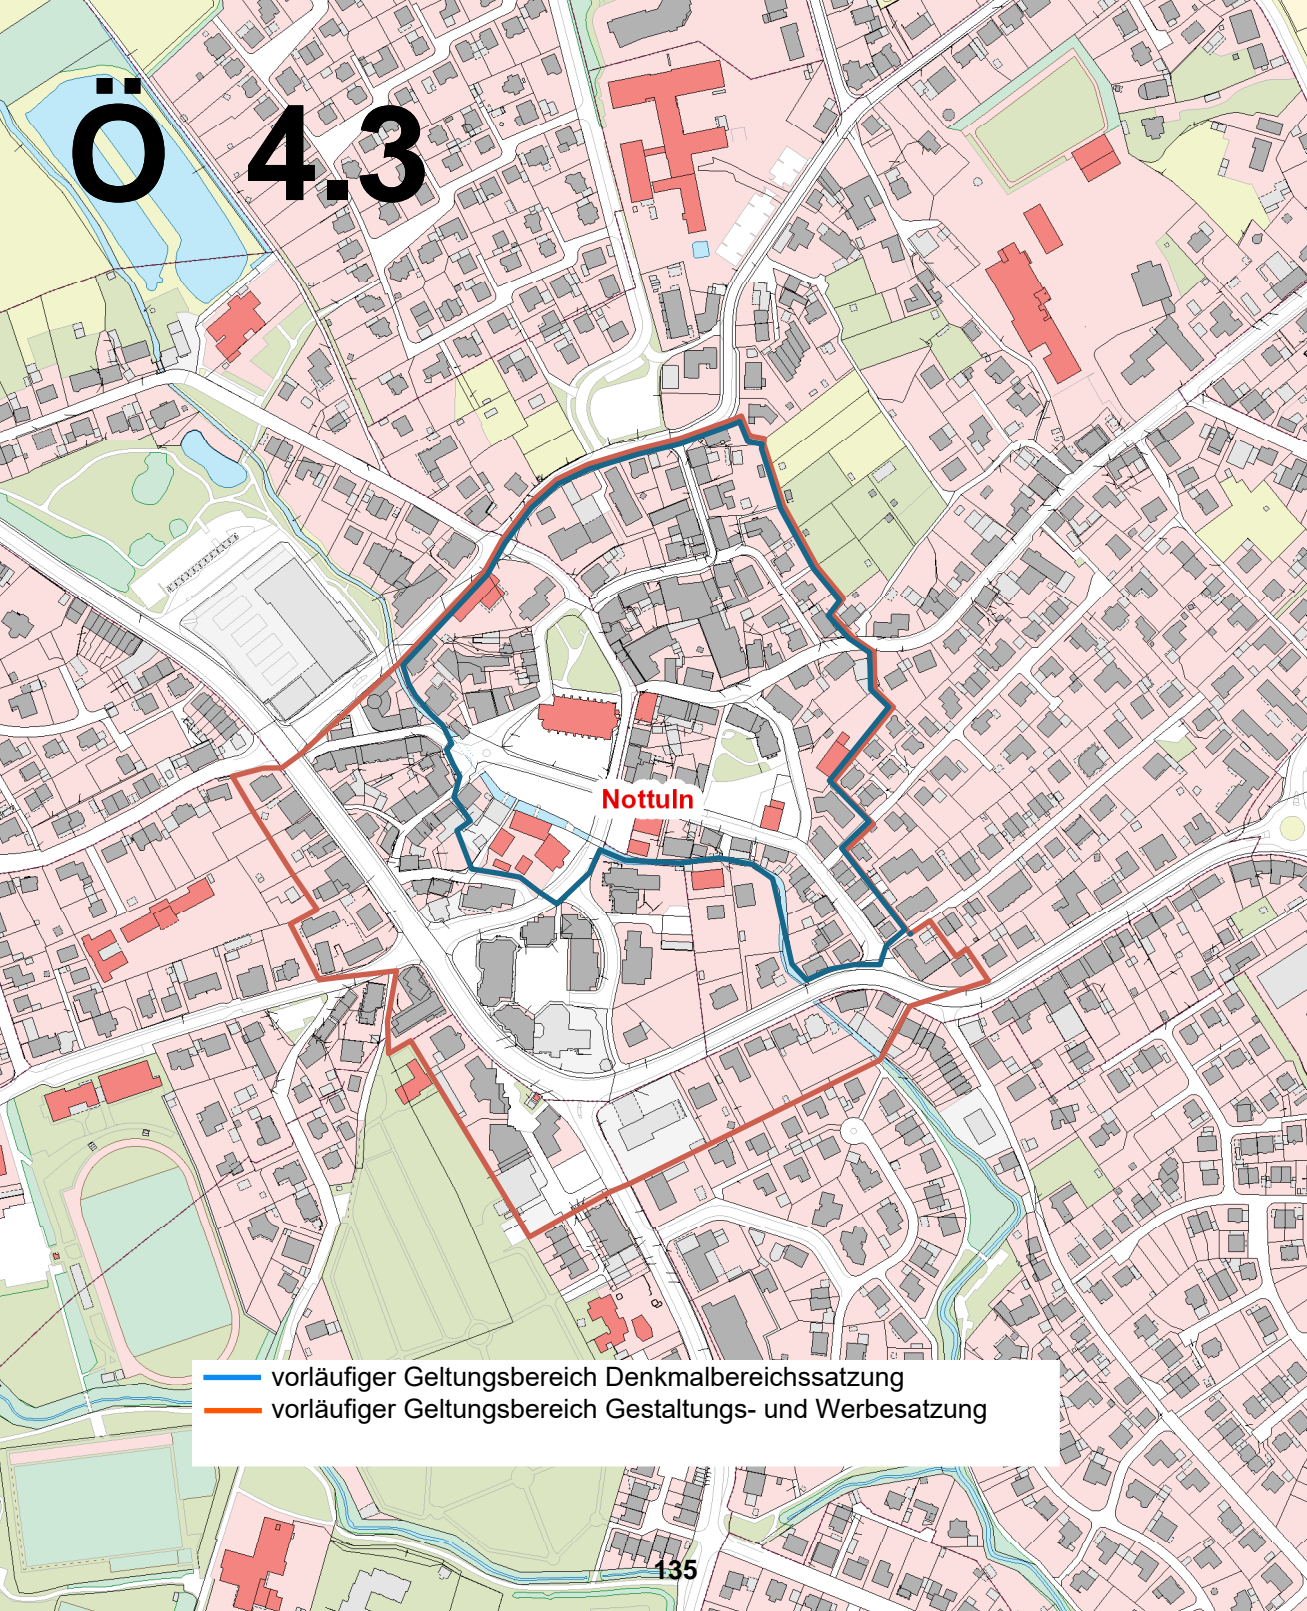 Ö 4.3
Nottuln
vorläufiger Geltungsbereich Denkmalbereichssatzung
vorläufiger Geltungsbereich Gestaltungs- und Werbesatzung
135